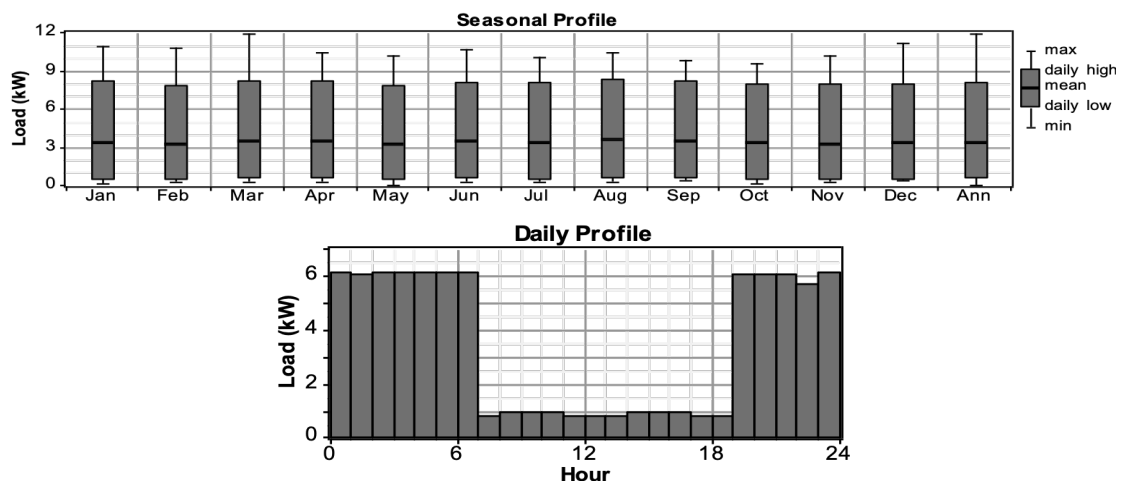 Seasonal Profile
12
9
6
3
0
Load (kW)
Jan Feb Mar Apr May Jun Jul Aug Sep Oct Nov Dec Ann
max
daily high
mean
daily low
min
Daily Profile
6
4
2
0
Load (kW)
0 6 12 18 24
Hour